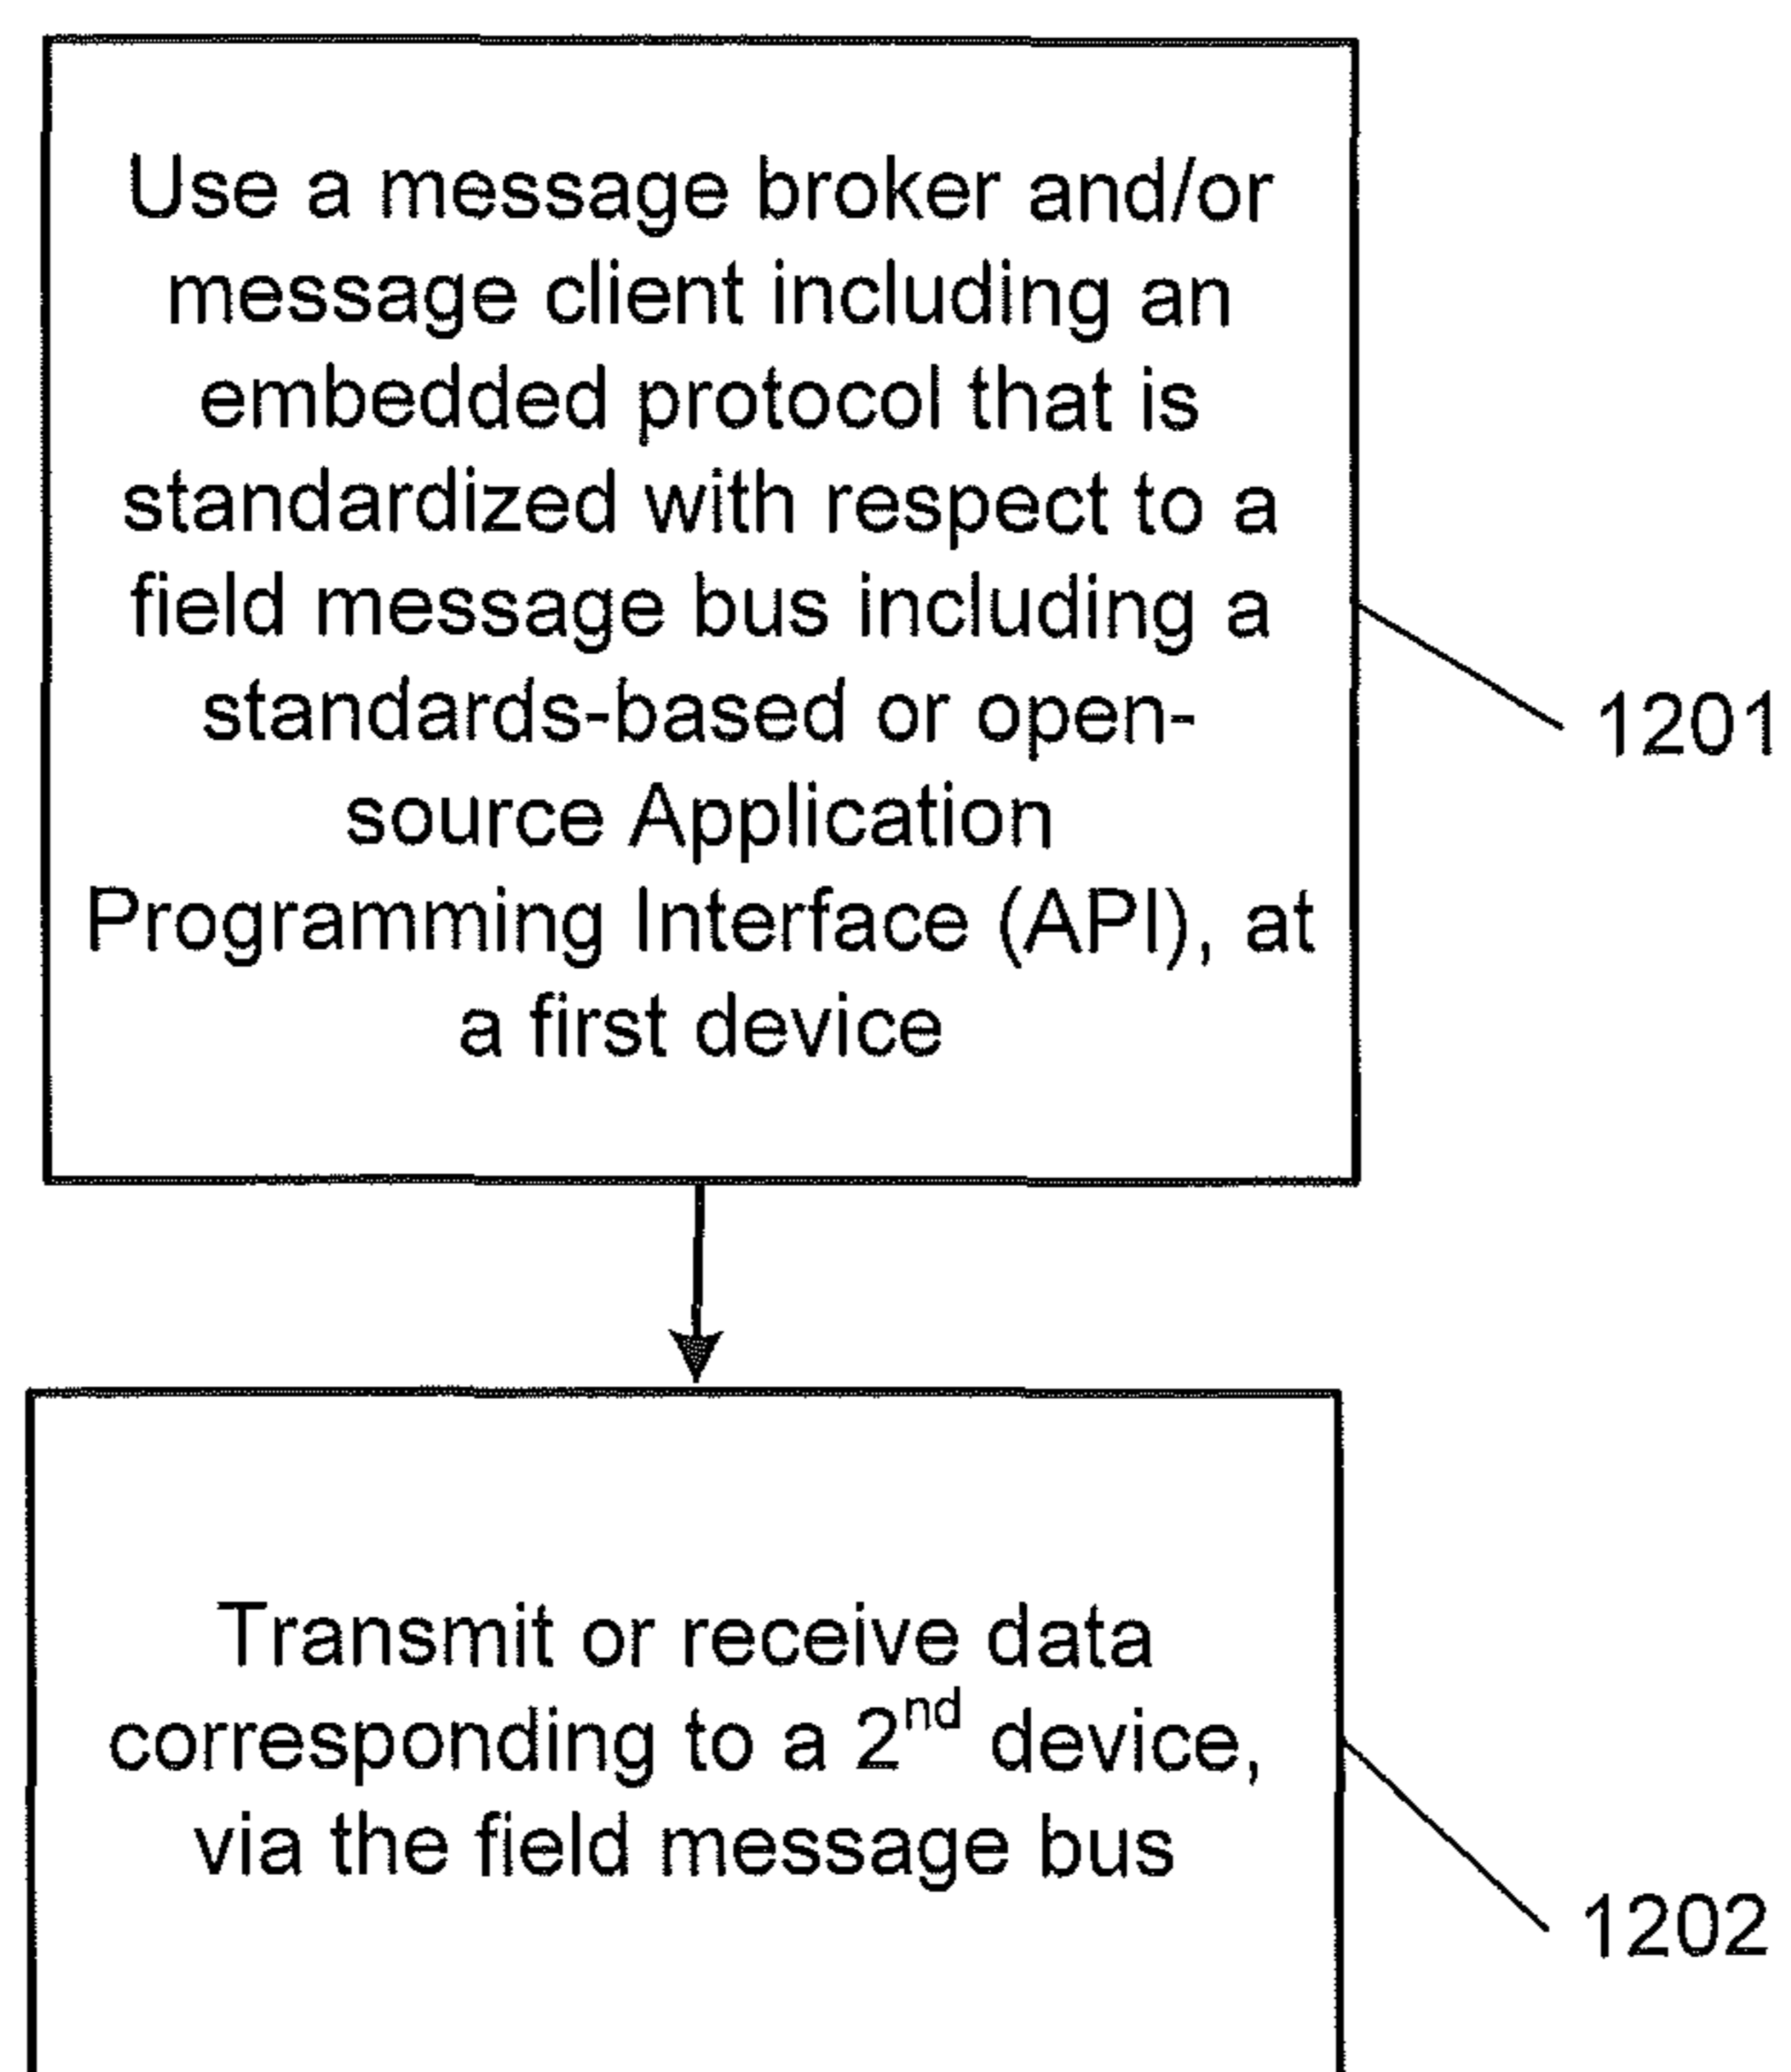 Use a message broker and/or
message client including an
embedded protocol that is
standardized with respect to a
field message bus including a
standards-based or open-
source Application
Programming Interface (API), at
a first device
1201
Transmit or receive data
corresponding to a 2nd device,
via the field message bus
1202